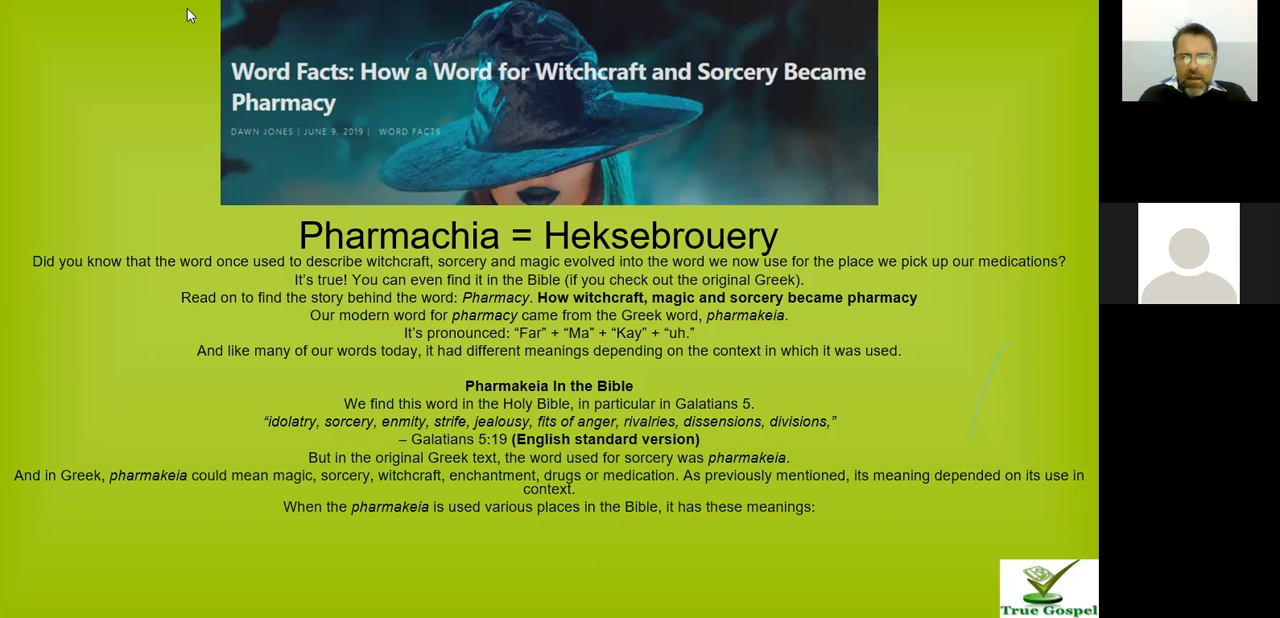 Word Facts: How a Word for Witchcraft and Sorcery Became
Pharmacy
DAWN JONES | JUNE 9, 2019 | WORD FACTS
Pharmachia = Heksebrouery
Did you know that the word once used to describe witchcraft, sorcery and magic evolved into the word we now use for the place we pick up our medications?
It’s true! You can even find it in the Bible (if you check out the original Greek).
Read on to find the story behind the word: Pharmacy. How witchcraft, magic and sorcery became pharmacy
Our modern word for pharmacy came from the Greek word, pharmakeia.
It’s pronounced: “Far” + “Ma” + “Kay” + “uh.”
And like many of our words today, it had different meanings depending on the context in which it was used.
Pharmakeia In the Bible
We find this word in the Holy Bible, in particular in Galatians 5.
“idolatry, sorcery, enmity, strife, jealousy, fits of anger, rivalries, dissensions, divisions,”
– Galatians 5:19 (English standard version)
But in the original Greek text, the word used for sorcery was pharmakeia.
And in Greek, pharmakeia could mean magic, sorcery, witchcraft, enchantment, drugs or medication. As previously mentioned, its meaning depended on its use in
context.
When the pharmakeia is used various places in the Bible, it has these meanings:
True Gospel